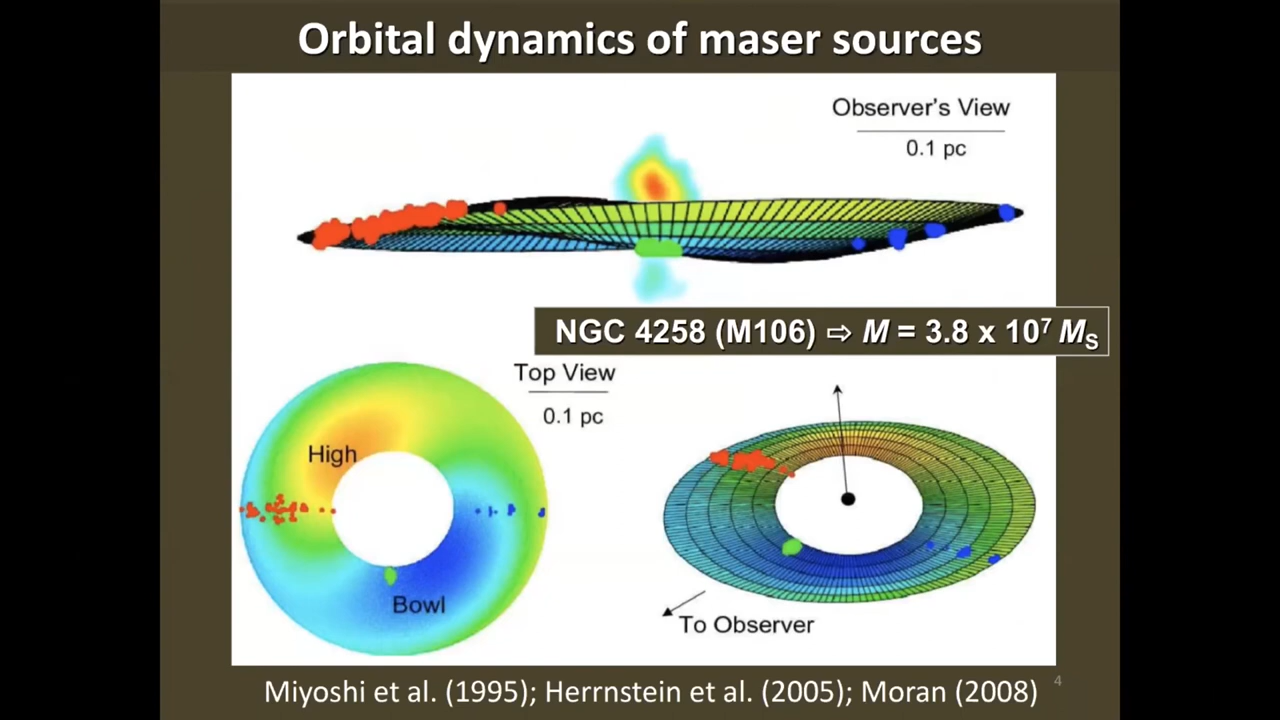 Orbital dynamics of maser sources
Observer's View
0.1 pc
NGC 4258 (M106) ⇨ M = 3.8 x 10⁷ Mₛ
Top View
0.1 pc
High
Bowl
To Observer
Miyoshi et al. (1995); Herrnstein et al. (2005); Moran (2008)
4